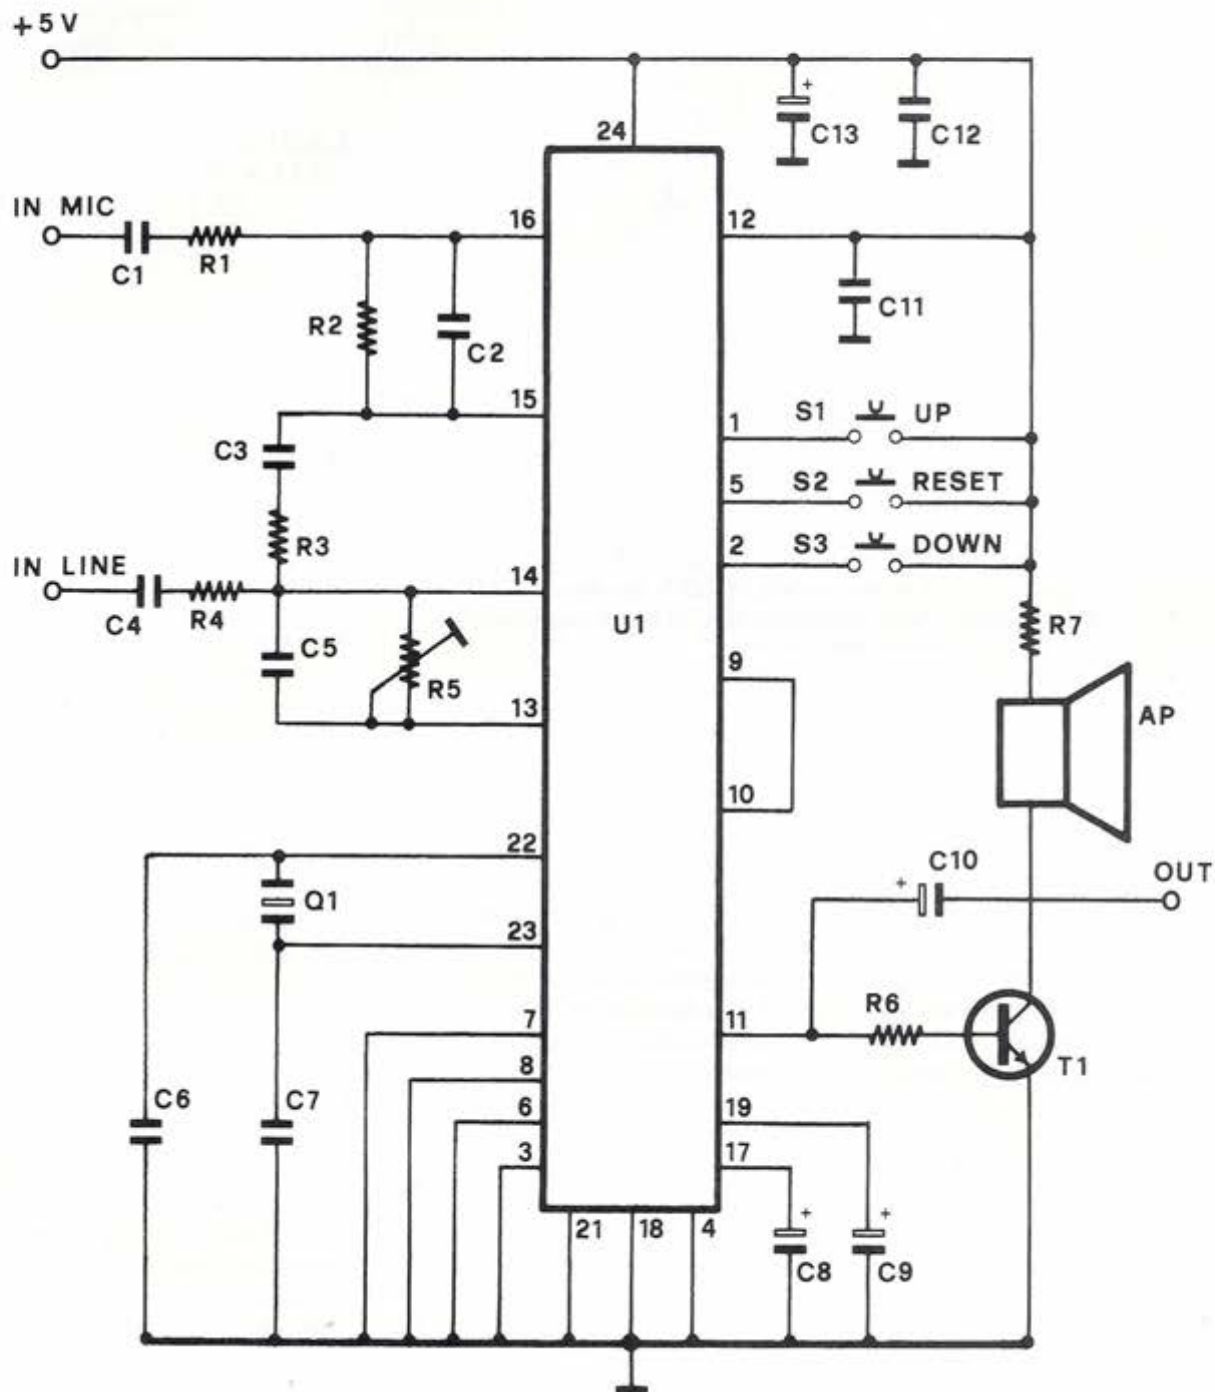 +5V
24
+
C13
C12
IN MIC
16
12
C1
R1
R2
C2
C11
15
1
S1
UP
C3
5
S2
RESET
R3
2
S3
DOWN
IN LINE
14
C4
R4
U1
R7
C5
9
R5
13
AP
10
22
C10
OUT
+
Q1
23
7
11
R6
8
T1
C6
C7
6
19
3
17
21
18
4
+
+
C8
C9